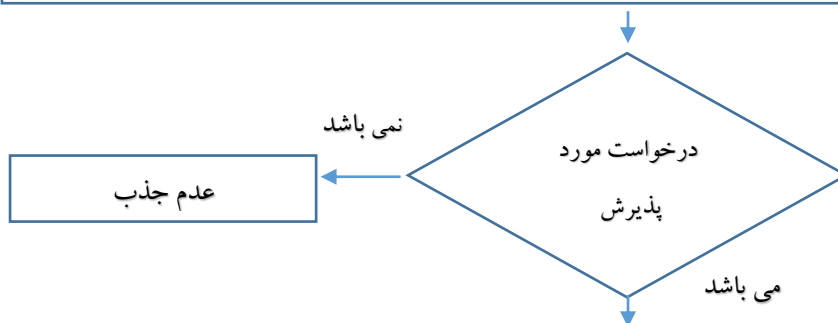 درخواست مورد
پذیرش
نمی باشد
عدم جذب
می باشد